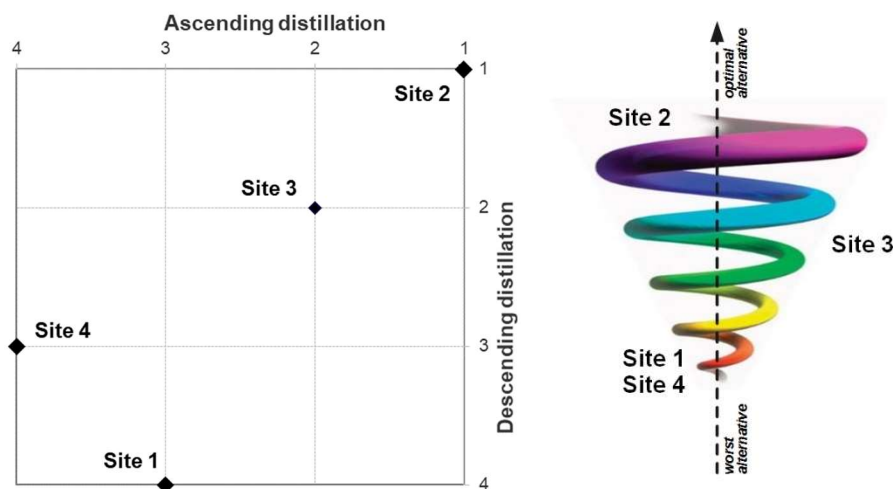 Ascending distillation
4 3 2 1
1
Site 2
Site 3
2
Site 4
3
Site 1
4
Descending distillation
optimal
alternative
Site 2
Site 3
Site 1
Site 4
worst
alternative